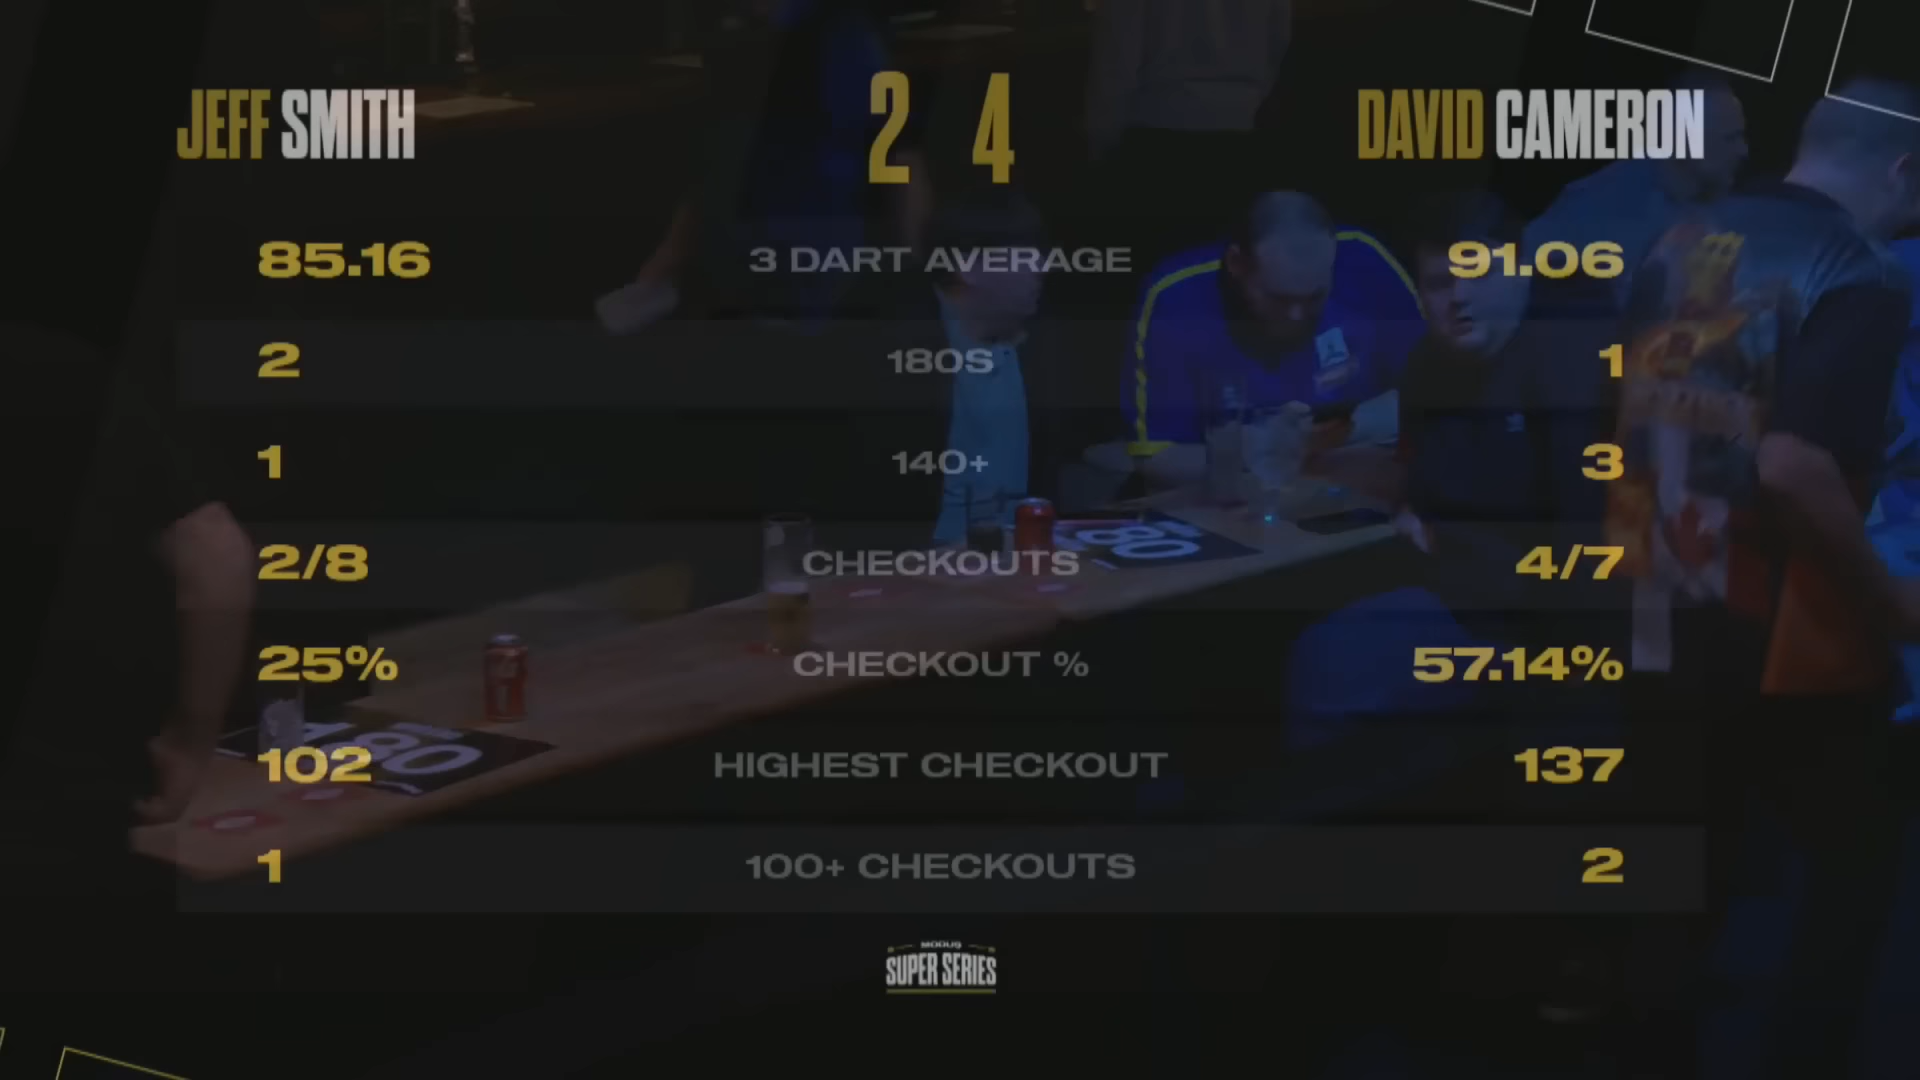 JEFF SMITH 2 4 DAVID CAMERON
85.16 3 DART AVERAGE 91.06
2 180S 1
1 140+ 3
2/8 CHECKOUTS 4/7
25% CHECKOUT % 57.14%
102 HIGHEST CHECKOUT 137
1 100+ CHECKOUTS 2
MODUS
SUPER SERIES
180
180